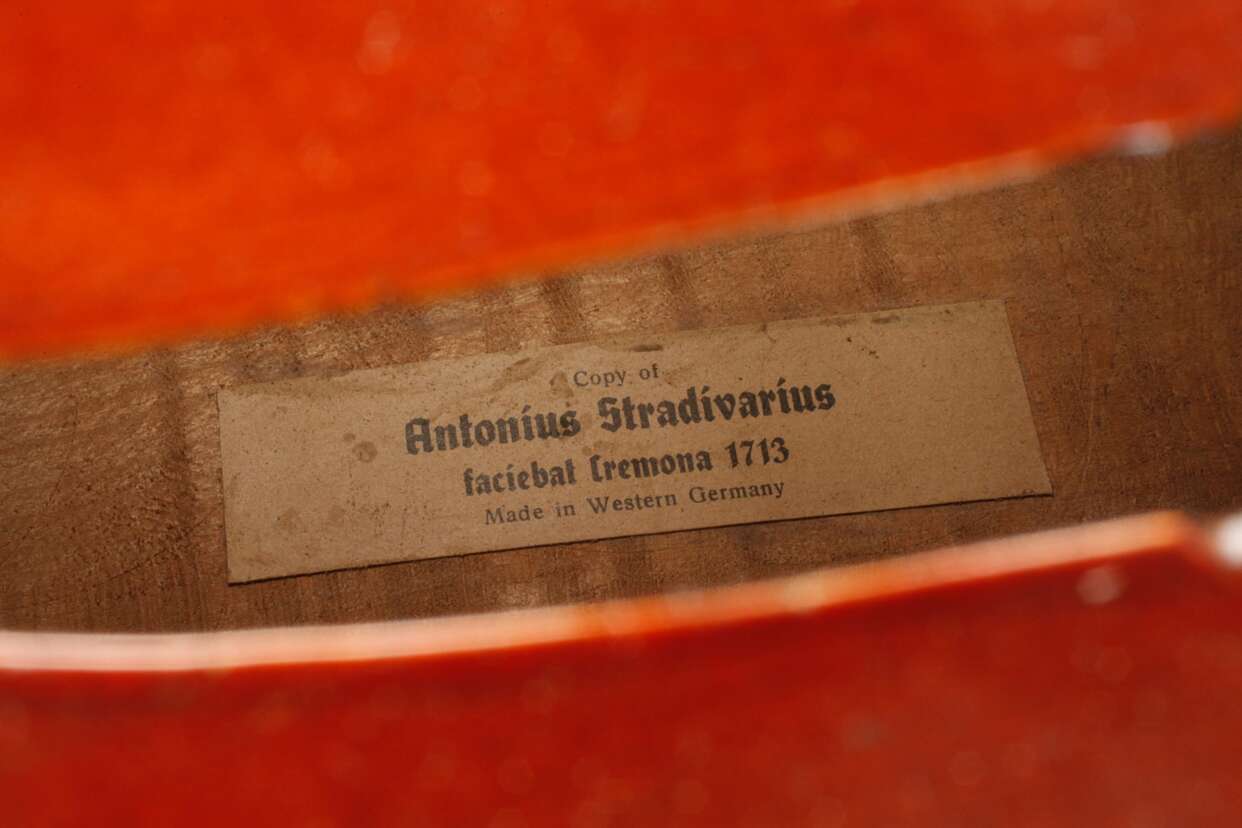 Copy of
Antonius Stradivarius
faciebat Cremona 1713
Made in Western Germany